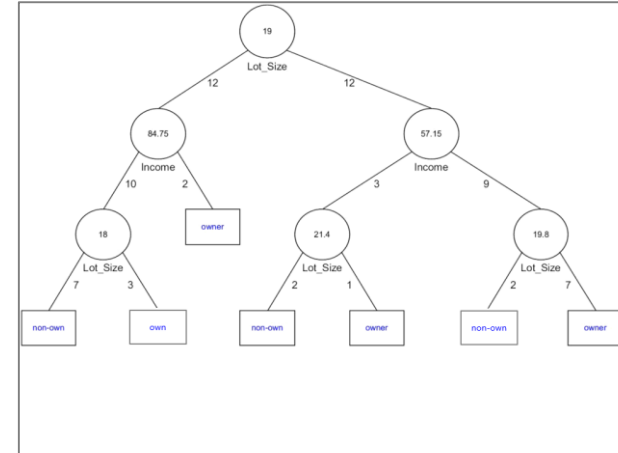 19
Lot_Size
12 12
84.75 57.15
Income Income
10 2 3 9
owner
18 21.4 19.8
Lot_Size Lot_Size Lot_Size
7 3 2 1 2 7
non-own own non-own owner non-own owner